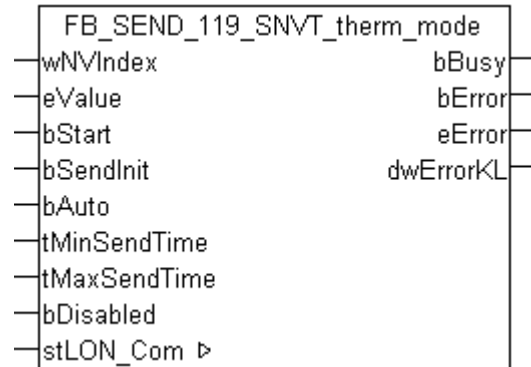 FB_SEND_119_SNVT_therm_mode
wNVIndex bBusy
eValue bError
bStart eError
bSendInit dwErrorKL
bAuto
tMinSendTime
tMaxSendTime
bDisabled
stLON_Com ▷